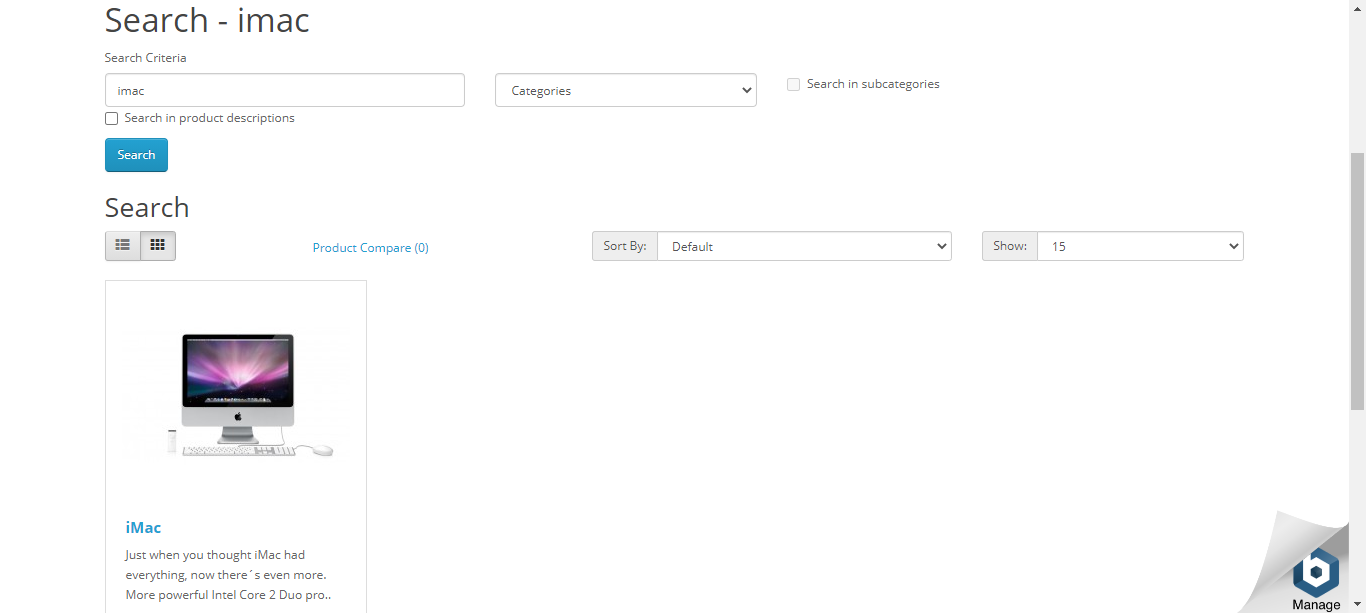 Search - imac
Search Criteria
imac
Categories
Search in subcategories
Search in product descriptions
Search
Search
Product Compare (0)
Sort By:
Default
Show:
15
iMac
Just when you thought iMac had
everything, now there´s even more.
More powerful Intel Core 2 Duo pro..
Manage